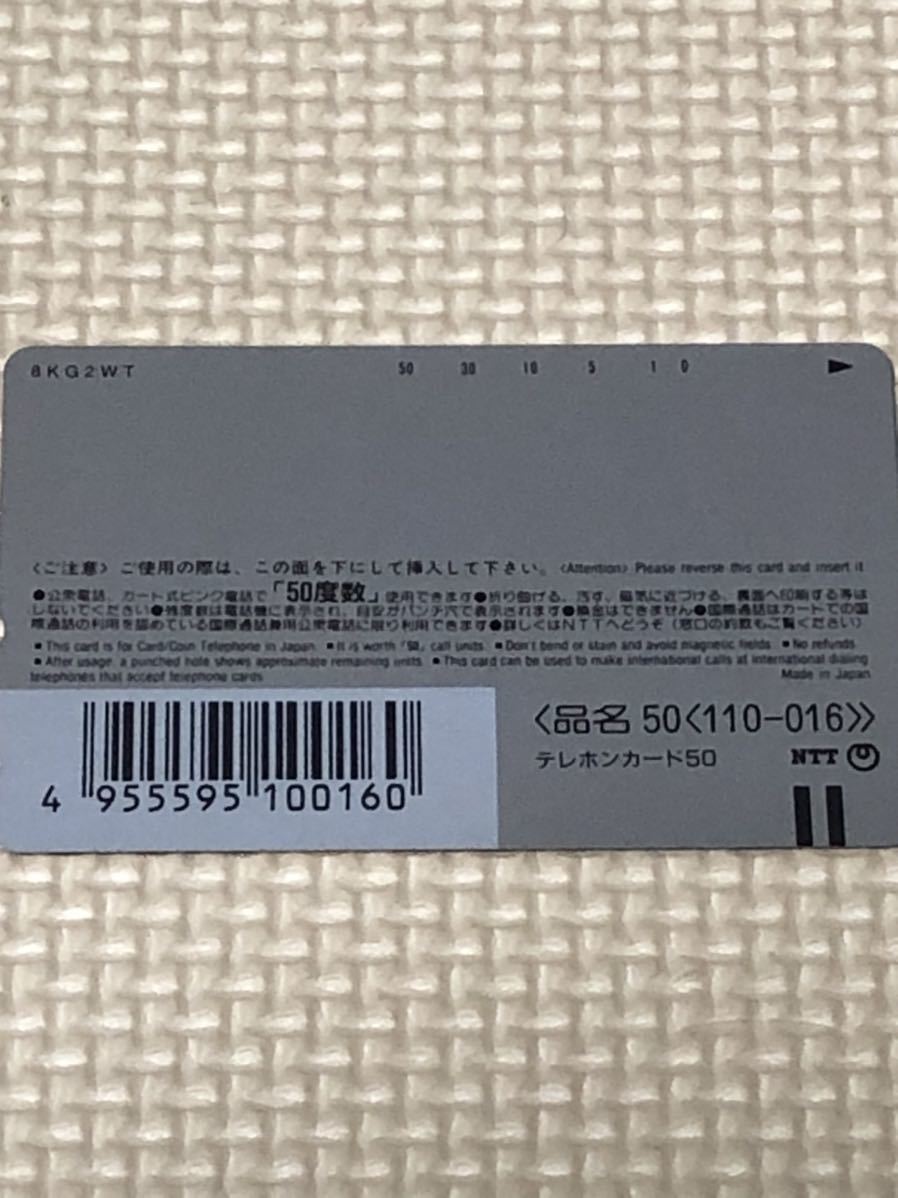 8KG2WT 50 30 10 5 1 0
<ご注意> ご使用の際は、この面を下にして挿入して下さい。 <Attention> Please reverse this card and insert it
●公衆電話、カード式ピンク電話で「50度数」使用できます●折り曲げる、汚す、磁気に近づける、裏面へ印刷する等は
しないでください●残度数は電話機に表示され、目安がパンチ穴で表示されます●換金はできません●国際通話はカードでの国
際通話の利用を認めている国際通話兼用公衆電話に限り利用できます●詳しくはNTTへどうぞ(窓口の約款もご覧ください)
■This card is for Card/Coin Telephone in Japan. ■It is worth「50」call units. ■Don't bend or stain and avoid magnetic fields. ■No refunds.
■After usage, a punched hole shows approximate remaining units. ■This card can be used to make international calls at international dialing
telephones that accept telephone cards. Made in Japan
<品名 50<110-016>>
テレホンカード50 NTT
4 955595 100160